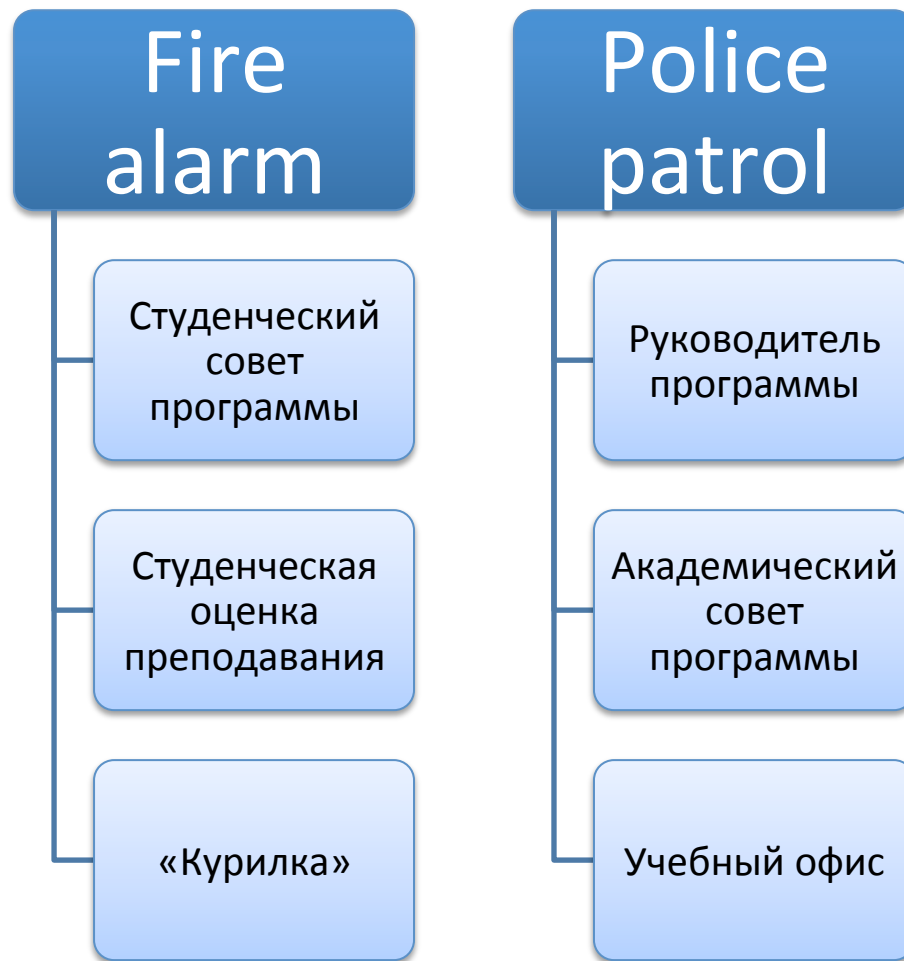 Fire
alarm
Студенческий
совет
программы
Студенческая
оценка
преподавания
«Курилка»
Police
patrol
Руководитель
программы
Академический
совет
программы
Учебный офис